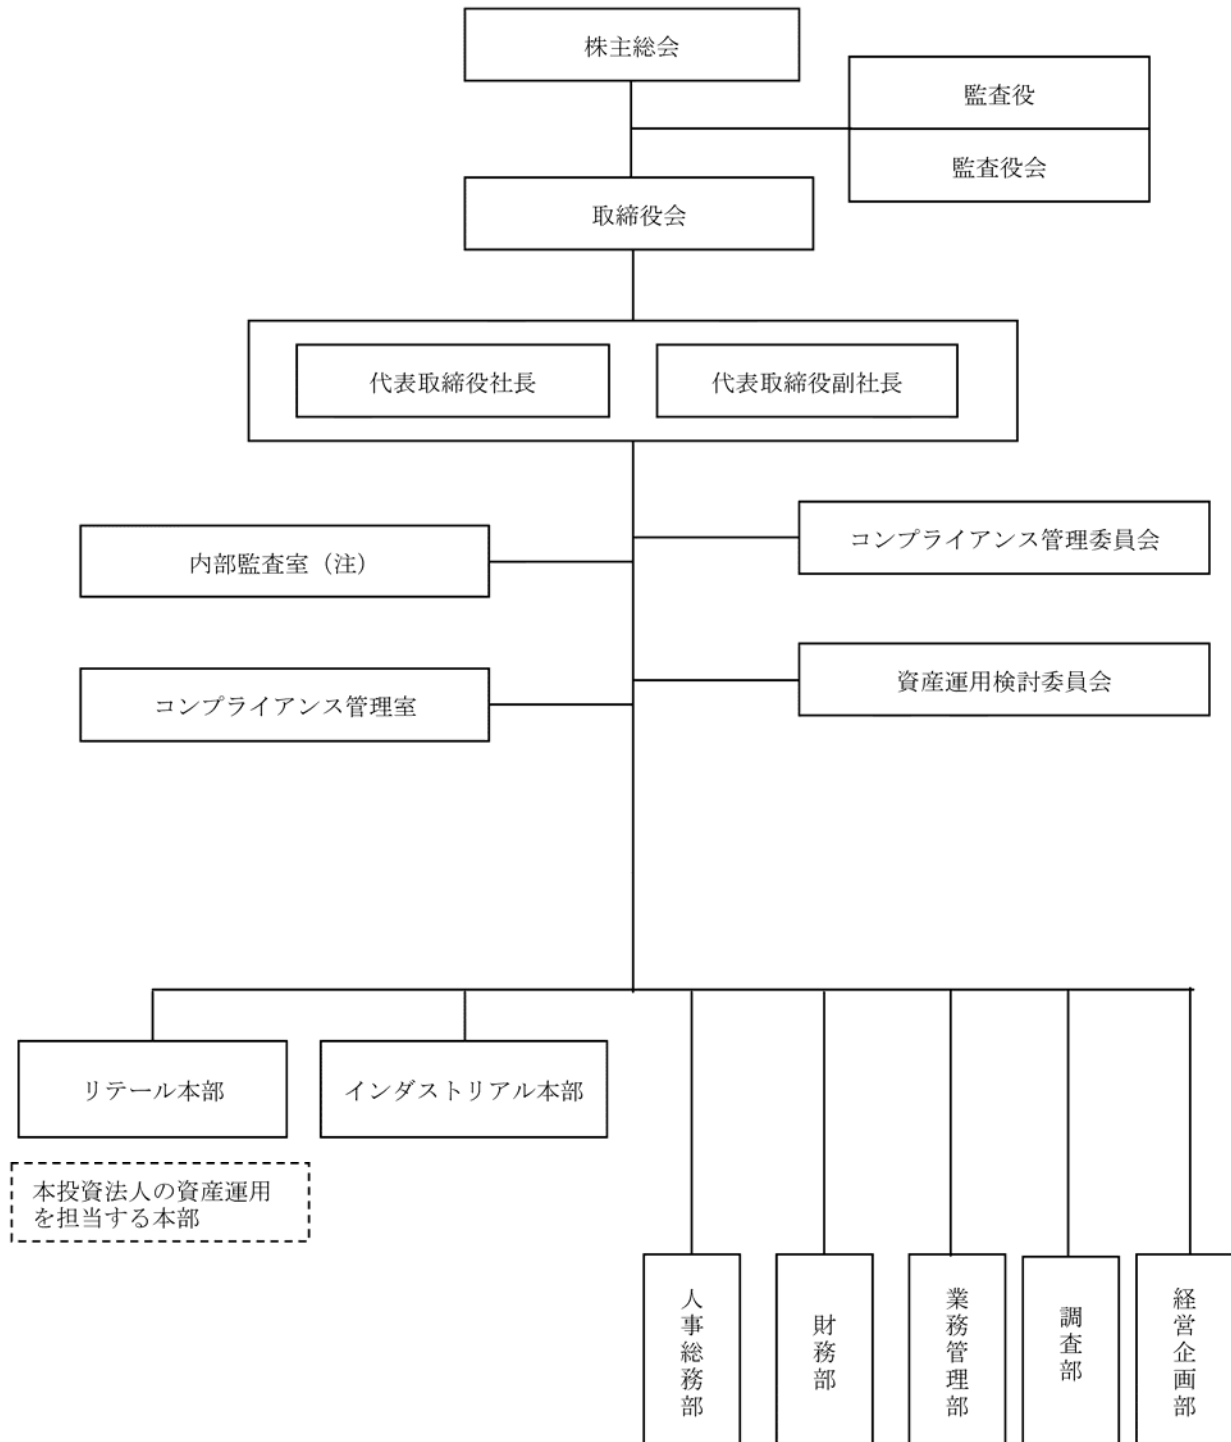 株主総会
監査役
監査役会
取締役会
代表取締役社長
代表取締役副社長
コンプライアンス管理委員会
内部監査室（注）
資産運用検討委員会
コンプライアンス管理室
リテール本部
インダストリアル本部
本投資法人の資産運用
を担当する本部
人事総務部
財務部
業務管理部
調査部
経営企画部